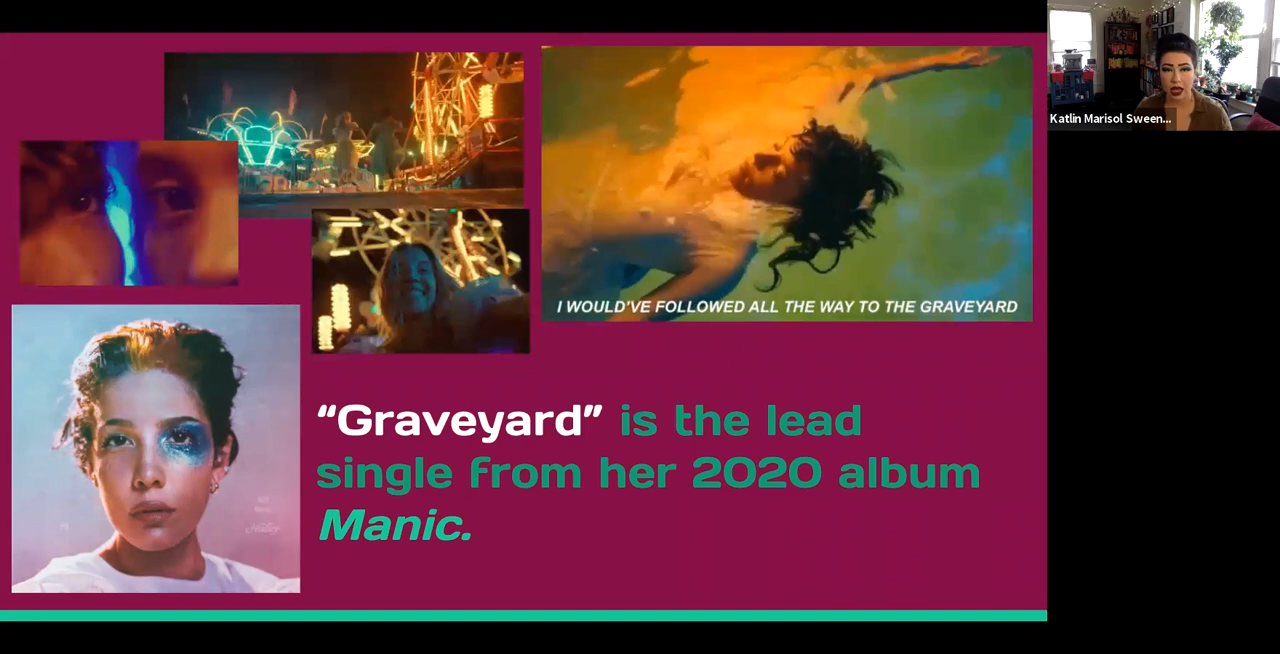 Katlin Marisol Sween...
I WOULD'VE FOLLOWED ALL THE WAY TO THE GRAVEYARD
“Graveyard” is the lead
single from her 2020 album
Manic.